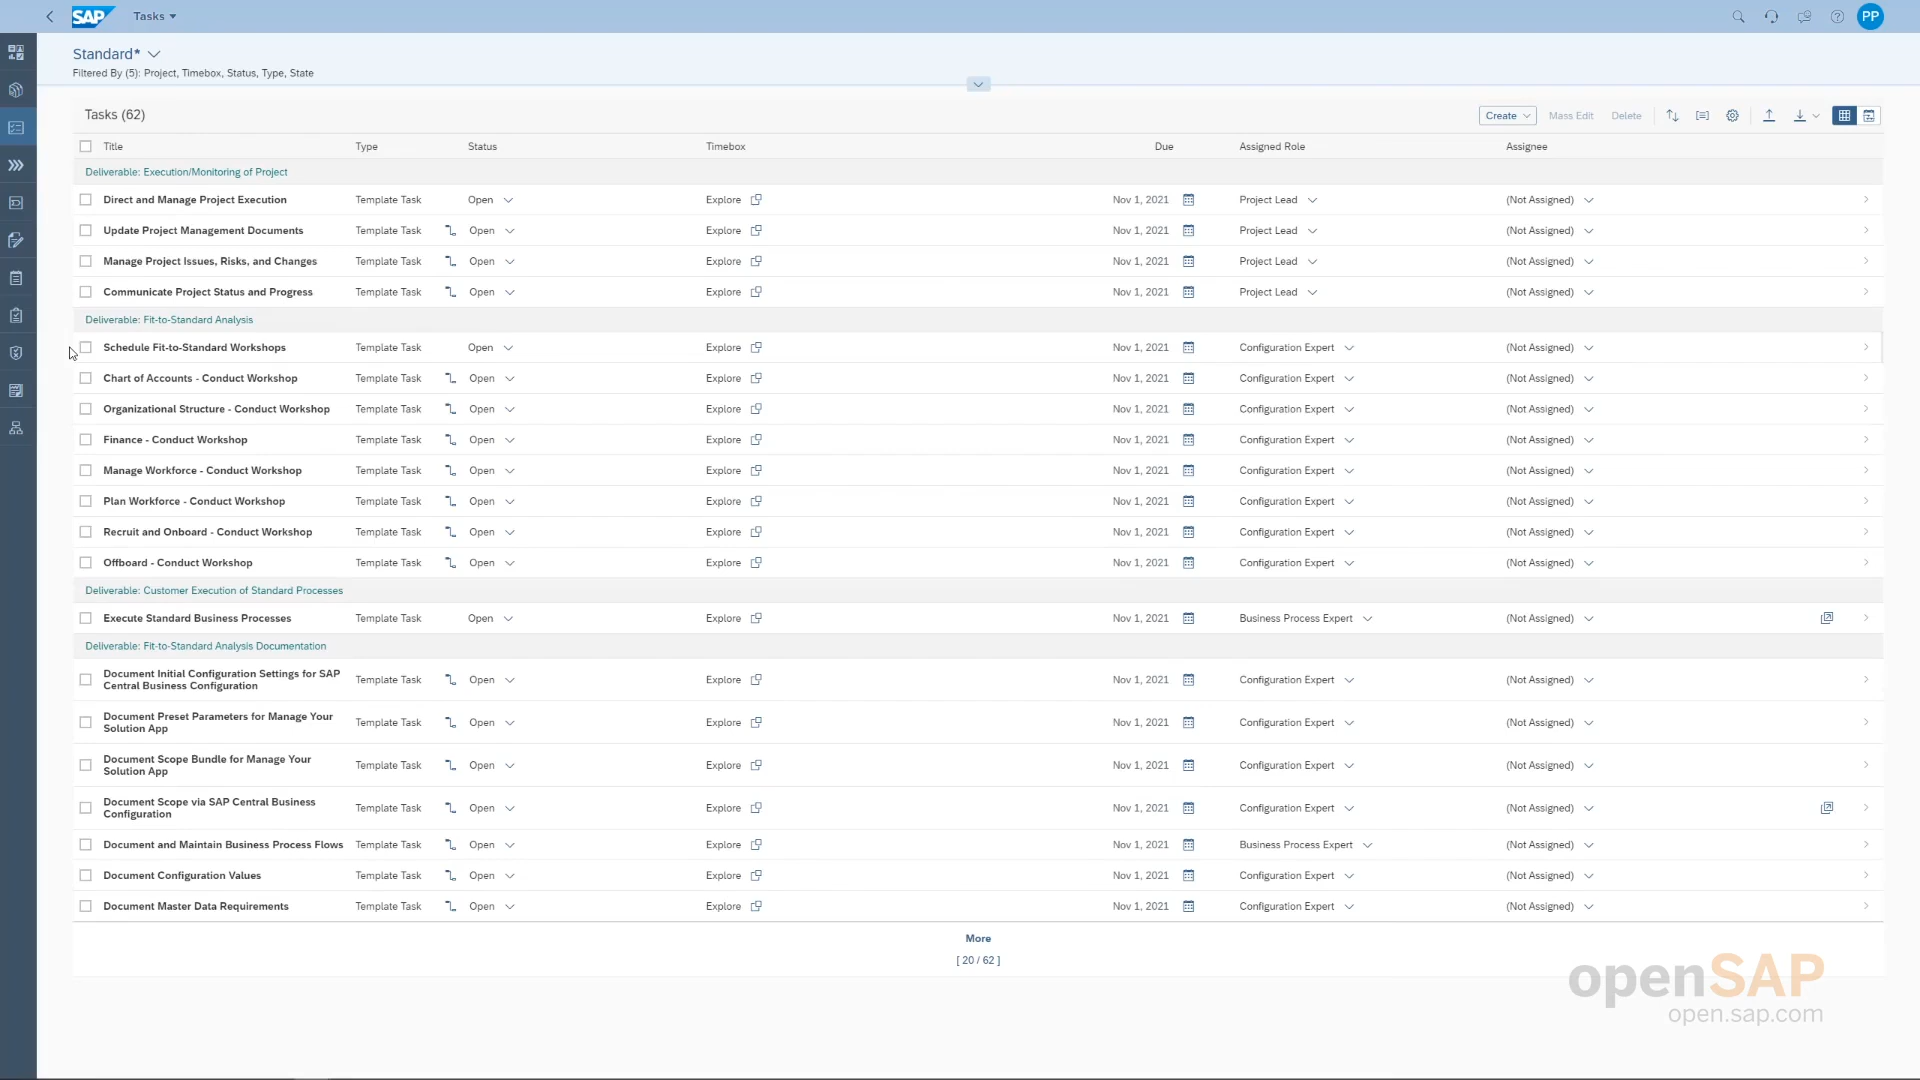 SAP Tasks PP
Standard*
Filtered By (5): Project, Timebox, Status, Type, State
Tasks (62) Create Mass Edit Delete
Title Type Status Timebox Due Assigned Role Assignee
Deliverable: Execution/Monitoring of Project
Direct and Manage Project Execution Template Task Open Explore Nov 1, 2021 Project Lead (Not Assigned)
Update Project Management Documents Template Task Open Explore Nov 1, 2021 Project Lead (Not Assigned)
Manage Project Issues, Risks, and Changes Template Task Open Explore Nov 1, 2021 Project Lead (Not Assigned)
Communicate Project Status and Progress Template Task Open Explore Nov 1, 2021 Project Lead (Not Assigned)
Deliverable: Fit-to-Standard Analysis
Schedule Fit-to-Standard Workshops Template Task Open Explore Nov 1, 2021 Configuration Expert (Not Assigned)
Chart of Accounts - Conduct Workshop Template Task Open Explore Nov 1, 2021 Configuration Expert (Not Assigned)
Organizational Structure - Conduct Workshop Template Task Open Explore Nov 1, 2021 Configuration Expert (Not Assigned)
Finance - Conduct Workshop Template Task Open Explore Nov 1, 2021 Configuration Expert (Not Assigned)
Manage Workforce - Conduct Workshop Template Task Open Explore Nov 1, 2021 Configuration Expert (Not Assigned)
Plan Workforce - Conduct Workshop Template Task Open Explore Nov 1, 2021 Configuration Expert (Not Assigned)
Recruit and Onboard - Conduct Workshop Template Task Open Explore Nov 1, 2021 Configuration Expert (Not Assigned)
Offboard - Conduct Workshop Template Task Open Explore Nov 1, 2021 Configuration Expert (Not Assigned)
Deliverable: Customer Execution of Standard Processes
Execute Standard Business Processes Template Task Open Explore Nov 1, 2021 Business Process Expert (Not Assigned)
Deliverable: Fit-to-Standard Analysis Documentation
Document Initial Configuration Settings for SAP
Central Business Configuration Template Task Open Explore Nov 1, 2021 Configuration Expert (Not Assigned)
Document Preset Parameters for Manage Your
Solution App Template Task Open Explore Nov 1, 2021 Configuration Expert (Not Assigned)
Document Scope Bundle for Manage Your
Solution App Template Task Open Explore Nov 1, 2021 Configuration Expert (Not Assigned)
Document Scope via SAP Central Business
Configuration Template Task Open Explore Nov 1, 2021 Configuration Expert (Not Assigned)
Document and Maintain Business Process Flows Template Task Open Explore Nov 1, 2021 Business Process Expert (Not Assigned)
Document Configuration Values Template Task Open Explore Nov 1, 2021 Configuration Expert (Not Assigned)
Document Master Data Requirements Template Task Open Explore Nov 1, 2021 Configuration Expert (Not Assigned)
More
[ 20 / 62 ]
openSAP
open.sap.com